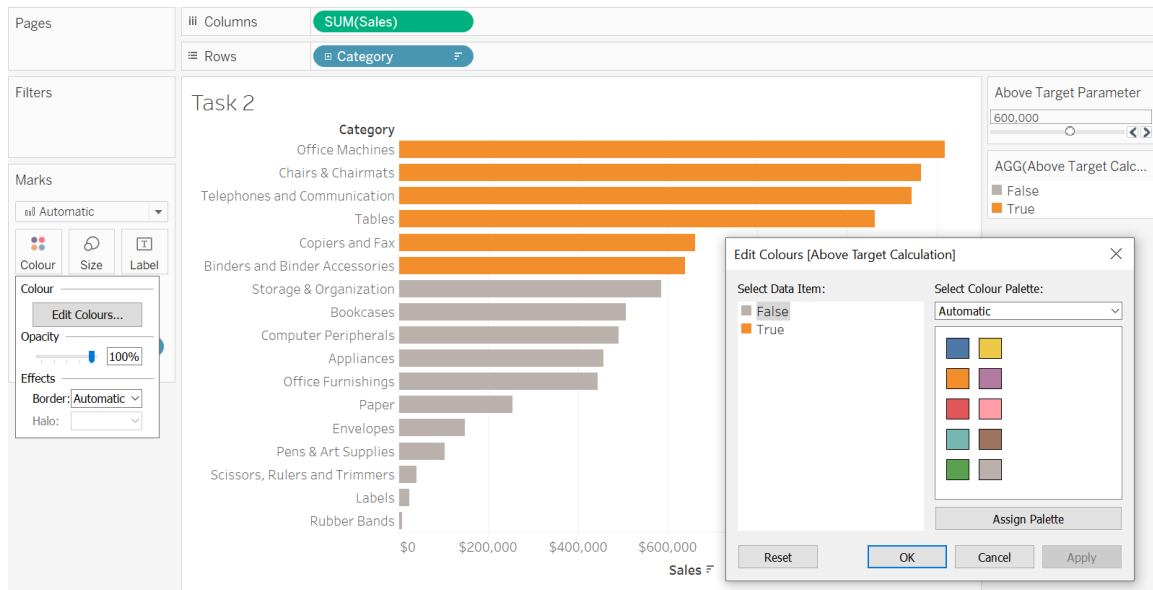 Pages
Columns
SUM(Sales)
Rows
Category
Filters
Task 2
Category
Office Machines
Chairs & Chairmats
Telephones and Communication
Tables
Copiers and Fax
Binders and Binder Accessories
Storage & Organization
Bookcases
Computer Peripherals
Appliances
Office Furnishings
Paper
Envelopes
Pens & Art Supplies
Scissors, Rulers and Trimmers
Labels
Rubber Bands
$0 $200,000 $400,000 $600,000
Sales
Marks
Automatic
Colour Size Label
T
Colour
Edit Colours...
Opacity
100%
Effects
Border: Automatic
Halo:
Above Target Parameter
600,000
AGG(Above Target Calc...
False
True
Edit Colours [Above Target Calculation]
Select Data Item:
False
True
Select Colour Palette:
Automatic
Assign Palette
Reset OK Cancel Apply